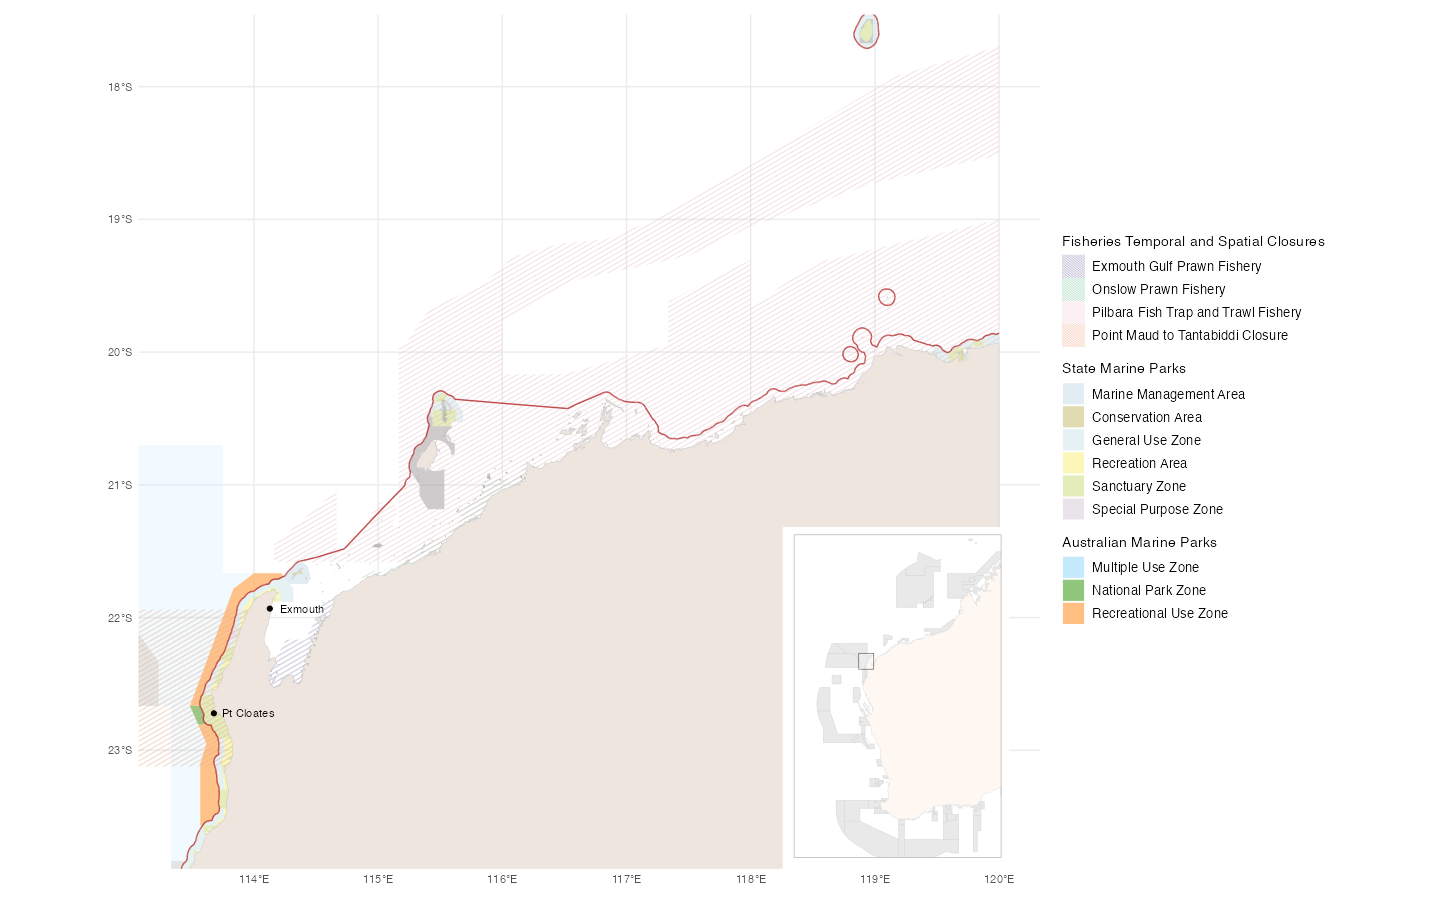 18°S
19°S
20°S
21°S
22°S
23°S
114°E
115°E
116°E
117°E
118°E
119°E
120°E
Exmouth
Pt Cloates
Fisheries Temporal and Spatial Closures
Exmouth Gulf Prawn Fishery
Onslow Prawn Fishery
Pilbara Fish Trap and Trawl Fishery
Point Maud to Tantabiddi Closure
State Marine Parks
Marine Management Area
Conservation Area
General Use Zone
Recreation Area
Sanctuary Zone
Special Purpose Zone
Australian Marine Parks
Multiple Use Zone
National Park Zone
Recreational Use Zone